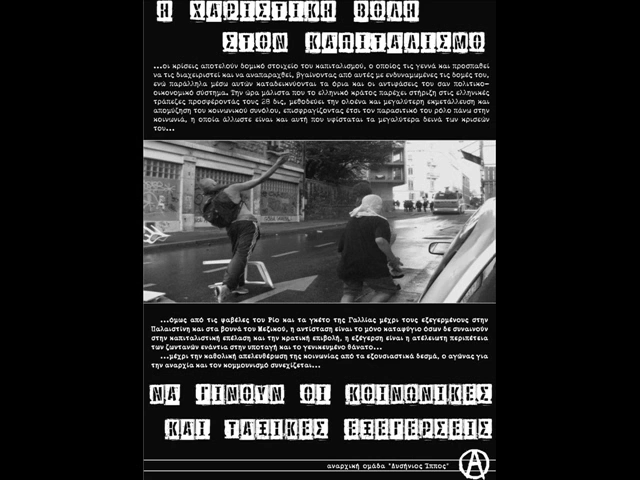 Η ΧΑΡΙΣΤΙΚΗ ΒΟΛΗ
ΣΤΟΝ ΚΑΠΙΤΑΛΙΣΜΟ
...οι κρίσεις αποτελούν δομικό στοιχείο του καπιταλισμού, ο οποίος τις γεννά και προσπαθεί
να τις διαχειριστεί και να αναπαραχθεί, βγαίνοντας από αυτές με ενδυναμωμένες τις δομές του,
ενώ παράλληλα μέσω αυτών καταδεικνύονται τα όρια και οι αντιφάσεις του σαν πολιτικο-
οικονομικό σύστημα. Την ώρα μάλιστα που το ελληνικό κράτος παρέχει στήριξη στις ελληνικές
τράπεζες προσφέροντάς τους 28 δις, μεθοδεύει την ολοένα και μεγαλύτερη εκμετάλλευση και
απομύζηση του κοινωνικού συνόλου, επισφραγίζοντας έτσι τον παρασιτικό του ρόλο πάνω στην
κοινωνία, η οποία άλλωστε είναι και αυτή που υφίσταται τα μεγαλύτερα δεινά των κρίσεών
του...
...όμως από τις φαβέλες του Ρίο και τα γκέτο της Γαλλίας μέχρι τους εξεγερμένους στην
Παλαιστίνη και στα βουνά του Μεξικού, η αντίσταση είναι το μόνο καταφύγιο όσων δε συναινούν
στην καπιταλιστική επέλαση και την κρατική επιβολή, η εξέγερση είναι η ατέλειωτη περιπέτεια
των ζωντανών ενάντια στην υποταγή και το γενικευμένο θάνατο...
...μέχρι την καθολική απελευθέρωση της κοινωνίας από τα εξουσιαστικά δεσμά, ο αγώνας για
την αναρχία και τον κομμουνισμό συνεχίζεται...
ΝΑ ΓΙΝΟΥΝ ΟΙ ΚΟΙΝΩΝΙΚΕΣ
ΚΑΙ ΤΑΞΙΚΕΣ ΕΞΕΓΕΡΣΕΙΣ
αναρχική ομάδα "Δυσήνιος Ίππος"